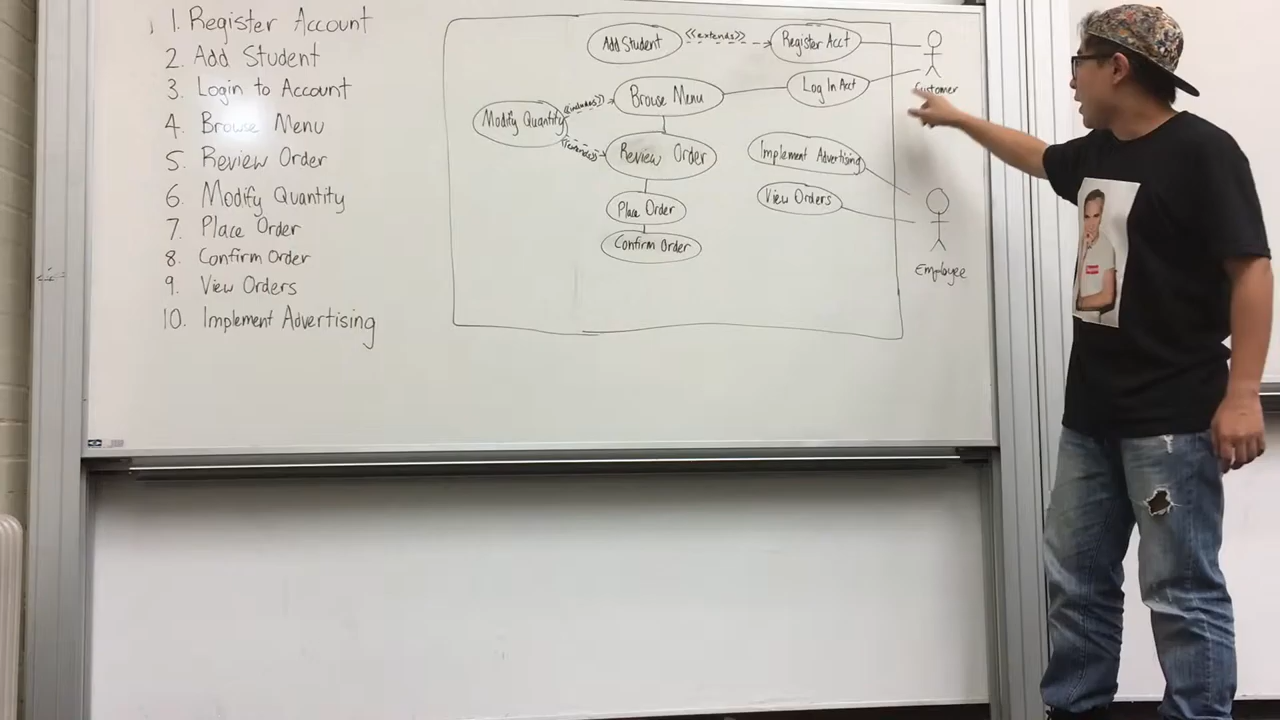 1. Register Account
2. Add Student
3. Login to Account
4. Browse Menu
5. Review Order
6. Modify Quantity
7. Place Order
8. Confirm Order
9. View Orders
10. Implement Advertising
Add Student
<<extends>>
Register Acct
Customer
Browse Menu
Log In Acct
Modify Quantity
<<includes>>
<<extends>>
Review Order
Implement Advertising
Place Order
View Orders
Confirm Order
Employee